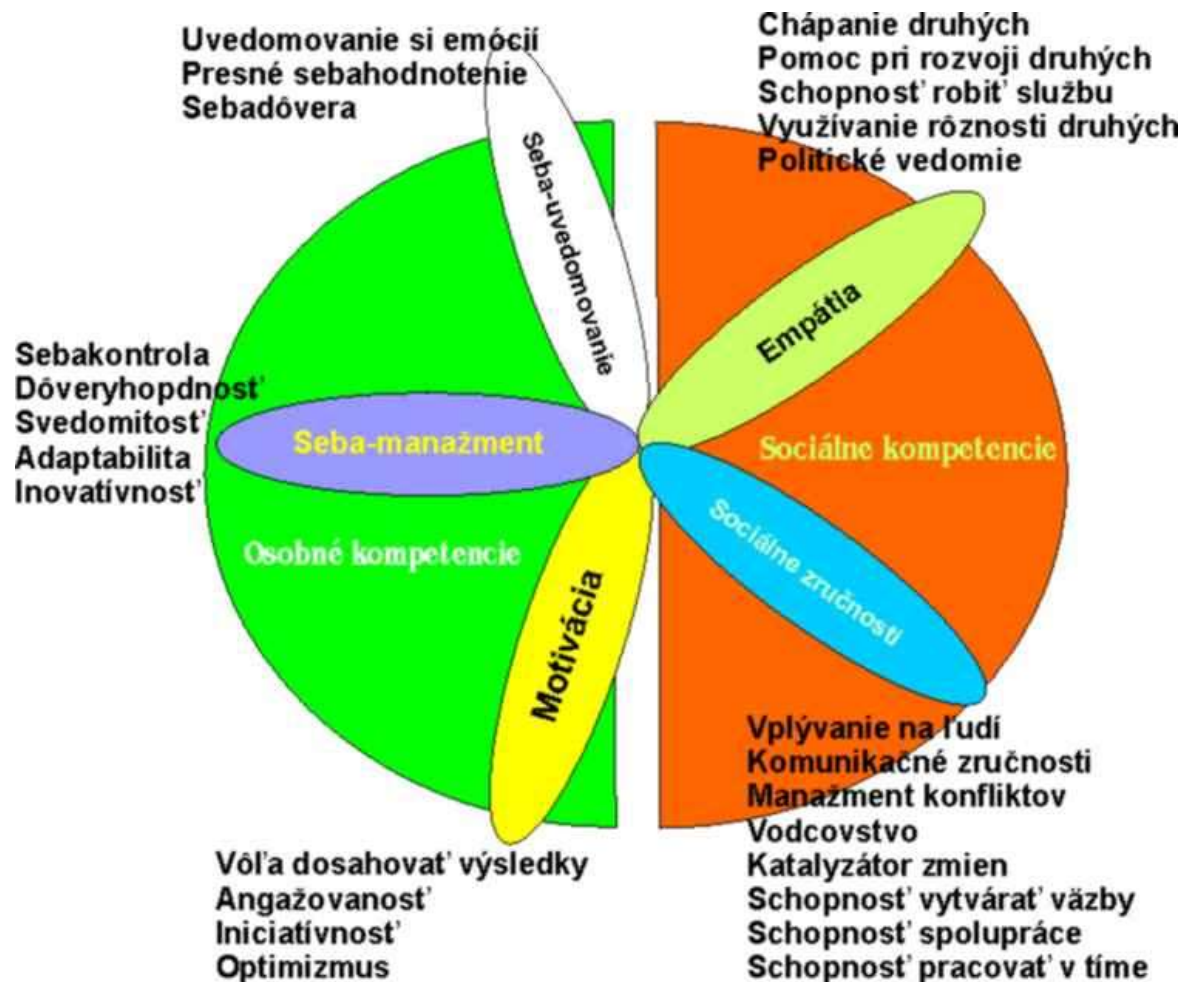 Uvedomovanie si emócií
Presné sebahodnotenie
Sebadôvera
Chápanie druhých
Pomoc pri rozvoji druhých
Schopnosť robiť službu
Využívanie rôznosti druhých
Politické vedomie
Seba-uvedomovanie
Empátia
Sebakontrola
Dôveryhopdnosť
Svedomitosť
Adaptabilita
Inovatívnosť
Seba-manažment
Sociálne kompetencie
Osobné kompetencie
Sociálne zručnosti
Motivácia
Vplývanie na ľudí
Komunikačné zručnosti
Manažment konfliktov
Vodcovstvo
Katalyzátor zmien
Schopnosť vytvárať väzby
Schopnosť spolupráce
Schopnosť pracovať v tíme
Vôľa dosahovať výsledky
Angažovanosť
Iniciatívnosť
Optimizmus